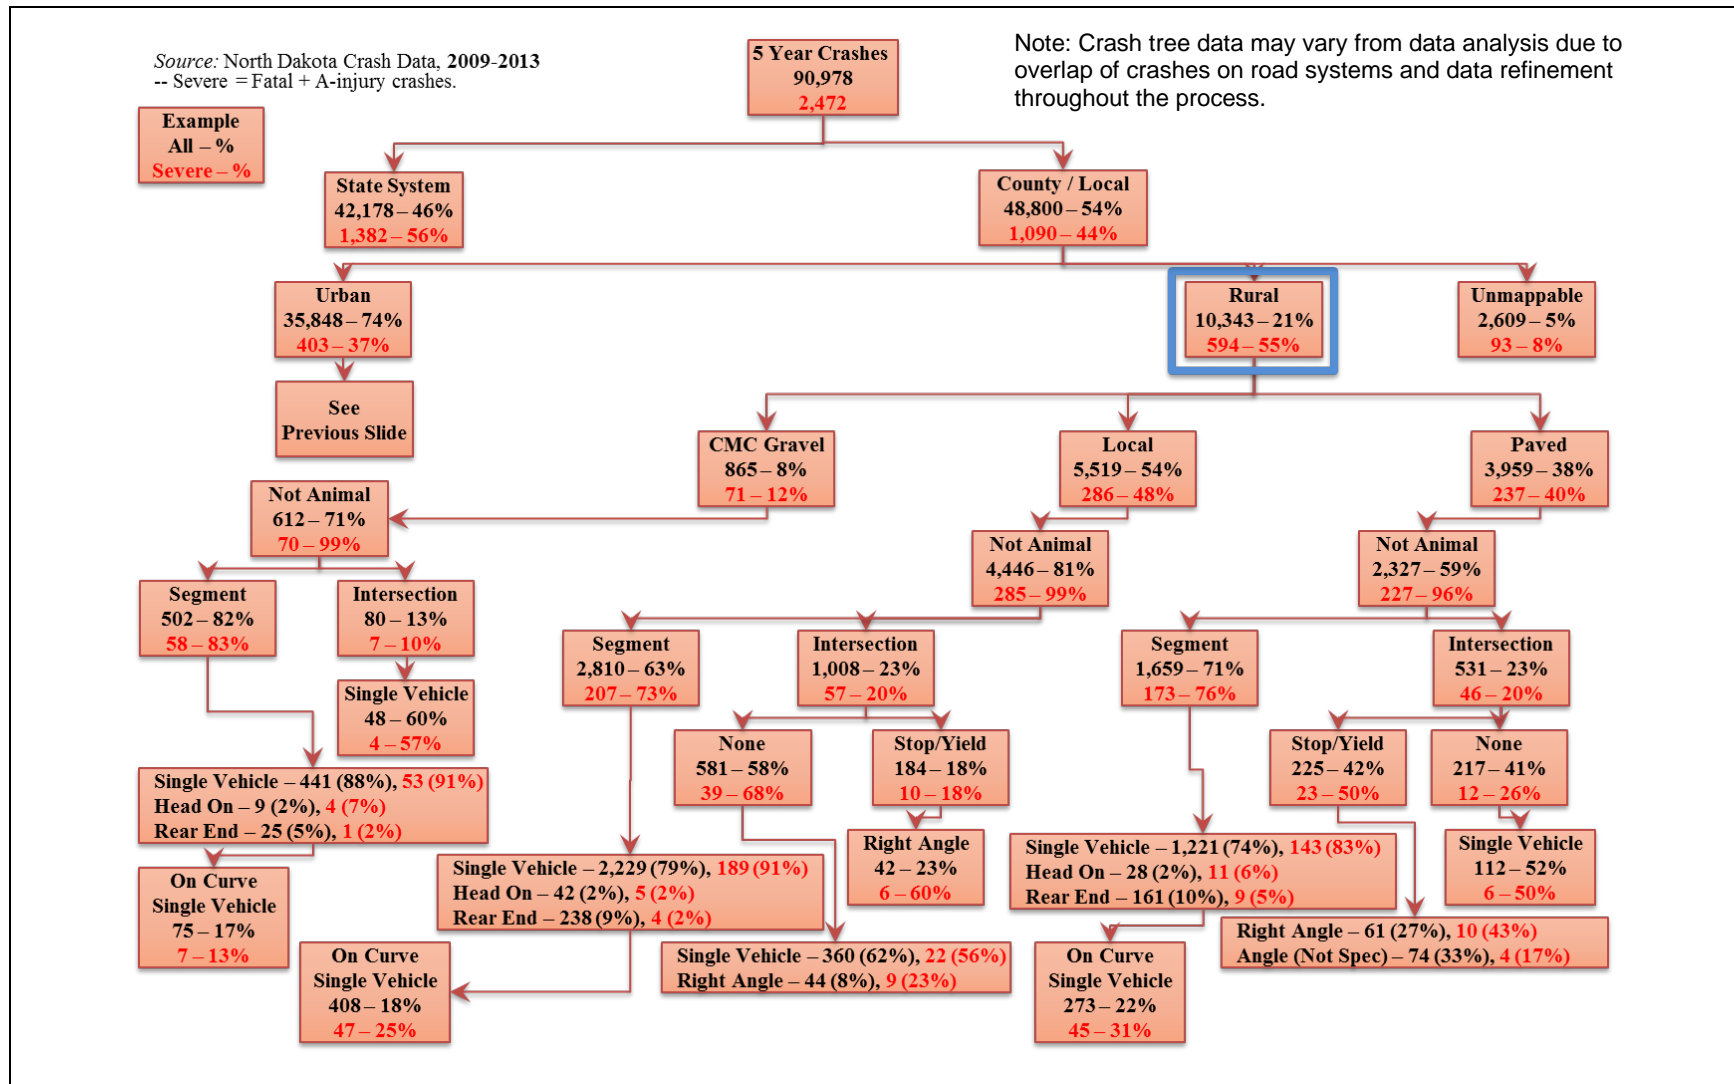 Source: North Dakota Crash Data, 2009-2013
-- Severe = Fatal + A-injury crashes.
Note: Crash tree data may vary from data analysis due to
overlap of crashes on road systems and data refinement
throughout the process.
5 Year Crashes
90,978
2,472
Example
All – %
Severe – %
State System
42,178 – 46%
1,382 – 56%
County / Local
48,800 – 54%
1,090 – 44%
Urban
35,848 – 74%
403 – 37%
Rural
10,343 – 21%
594 – 55%
Unmappable
2,609 – 5%
93 – 8%
See
Previous Slide
CMC Gravel
865 – 8%
71 – 12%
Local
5,519 – 54%
286 – 48%
Paved
3,959 – 38%
237 – 40%
Not Animal
612 – 71%
70 – 99%
Not Animal
4,446 – 81%
285 – 99%
Not Animal
2,327 – 59%
227 – 96%
Segment
502 – 82%
58 – 83%
Intersection
80 – 13%
7 – 10%
Segment
2,810 – 63%
207 – 73%
Intersection
1,008 – 23%
57 – 20%
Segment
1,659 – 71%
173 – 76%
Intersection
531 – 23%
46 – 20%
Single Vehicle
48 – 60%
4 – 57%
None
581 – 58%
39 – 68%
Stop/Yield
184 – 18%
10 – 18%
Stop/Yield
225 – 42%
23 – 50%
None
217 – 41%
12 – 26%
Single Vehicle – 441 (88%), 53 (91%)
Head On – 9 (2%), 4 (7%)
Rear End – 25 (5%), 1 (2%)
Right Angle
42 – 23%
6 – 60%
Single Vehicle
112 – 52%
6 – 50%
Single Vehicle – 2,229 (79%), 189 (91%)
Head On – 42 (2%), 5 (2%)
Rear End – 238 (9%), 4 (2%)
Single Vehicle – 1,221 (74%), 143 (83%)
Head On – 28 (2%), 11 (6%)
Rear End – 161 (10%), 9 (5%)
On Curve
Single Vehicle
75 – 17%
7 – 13%
Right Angle – 61 (27%), 10 (43%)
Angle (Not Spec) – 74 (33%), 4 (17%)
On Curve
Single Vehicle
408 – 18%
47 – 25%
Single Vehicle – 360 (62%), 22 (56%)
Right Angle – 44 (8%), 9 (23%)
On Curve
Single Vehicle
273 – 22%
45 – 31%